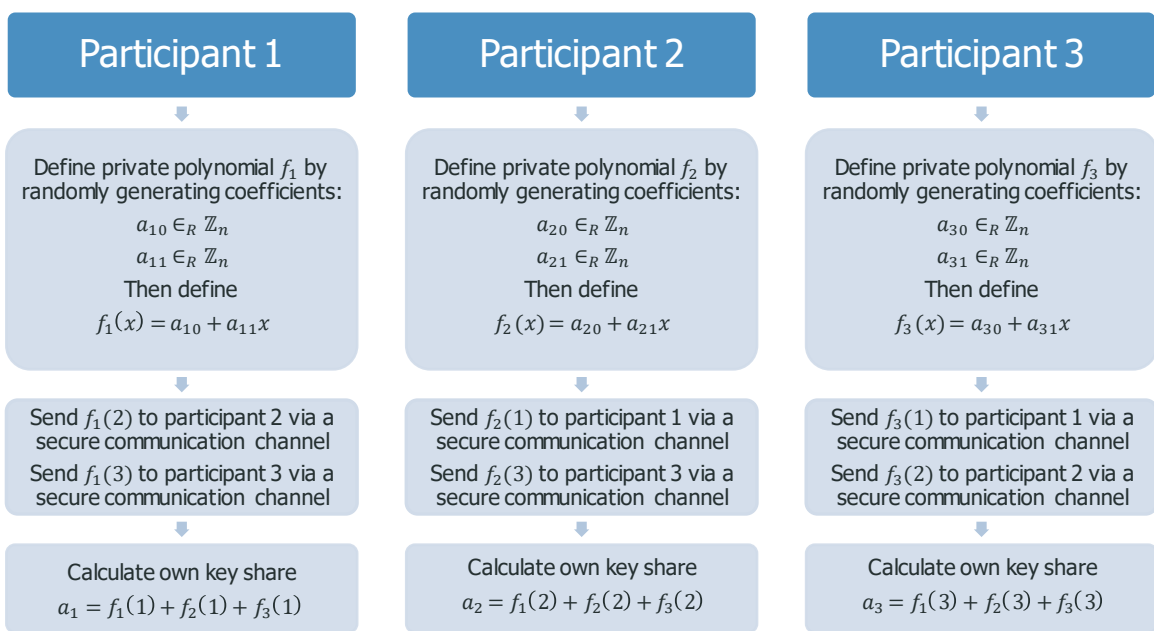 Participant 1
Define private polynomial f₁ by
randomly generating coefficients:
a₁₀ ∈_R ℤₙ
a₁₁ ∈_R ℤₙ
Then define
f₁(x) = a₁₀ + a₁₁x
Send f₁(2) to participant 2 via a
secure communication channel
Send f₁(3) to participant 3 via a
secure communication channel
Calculate own key share
a₁ = f₁(1) + f₂(1) + f₃(1)
Participant 2
Define private polynomial f₂ by
randomly generating coefficients:
a₂₀ ∈_R ℤₙ
a₂₁ ∈_R ℤₙ
Then define
f₂(x) = a₂₀ + a₂₁x
Send f₂(1) to participant 1 via a
secure communication channel
Send f₂(3) to participant 3 via a
secure communication channel
Calculate own key share
a₂ = f₁(2) + f₂(2) + f₃(2)
Participant 3
Define private polynomial f₃ by
randomly generating coefficients:
a₃₀ ∈_R ℤₙ
a₃₁ ∈_R ℤₙ
Then define
f₃(x) = a₃₀ + a₃₁x
Send f₃(1) to participant 1 via a
secure communication channel
Send f₃(2) to participant 2 via a
secure communication channel
Calculate own key share
a₃ = f₁(3) + f₂(3) + f₃(3)